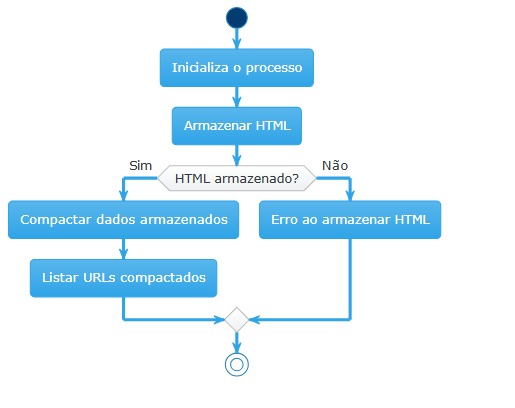 Inicializa o processo
Armazenar HTML
Sim
HTML armazenado?
Não
Compactar dados armazenados
Erro ao armazenar HTML
Listar URLs compactados